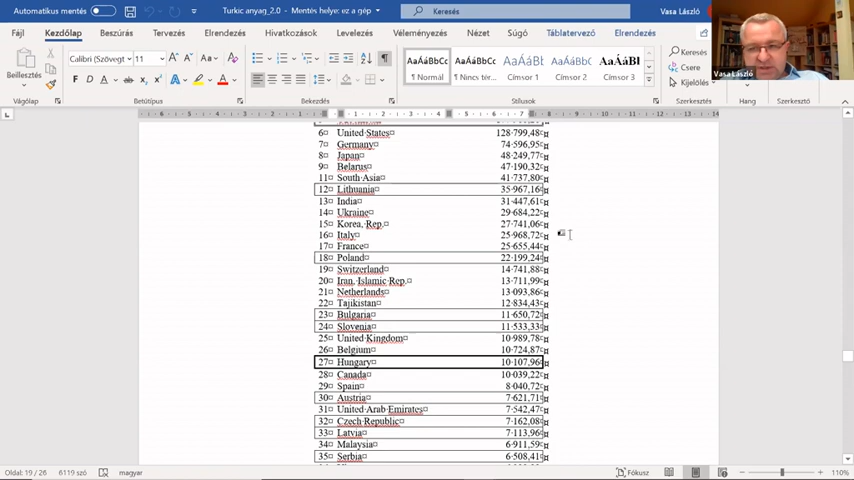 Automatikus mentés
Turkic anyag_2.0 - Mentés helye: ez a gép
Keresés
Vasa László
Fájl Kezdőlap Beszúrás Tervezés Elrendezés Hivatkozások Levelezés Véleményezés Nézet Súgó Táblatervező Elrendezés
Beillesztés
Calibri (Szövegt 11
F D A
AaÁáBbCc AaÁáBbCc AaÁáBbC AaÁáBbCc AaÁáBbCc
¶ Normál ¶ Nincs tér... Címsor 1 Címsor 2 Címsor 3
Keresés
Csere
Kijelölés
Vasa László
Vágólap Betűtípus Bekezdés Stílusok Szerkesztés Hang Bizalmasság
6¤ United·States¤ 128·799,48¤
7¤ Germany¤ 74·596,95¤
8¤ Japan¤ 48·249,77¤
9¤ Belarus¤ 47·190,32¤
11¤ South·Asia¤ 41·737,80¤
12¤ Lithuania¤ 35·967,16¤
13¤ India¤ 31·447,61¤
14¤ Ukraine¤ 29·684,22¤
15¤ Korea,·Rep.¤ 27·741,06¤
16¤ Italy¤ 25·968,72¤
17¤ France¤ 25·655,44¤
18¤ Poland¤ 22·199,24¤
19¤ Switzerland¤ 14·741,88¤
20¤ Iran,·Islamic·Rep.¤ 13·711,99¤
21¤ Netherlands¤ 13·093,86¤
22¤ Tajikistan¤ 12·834,43¤
23¤ Bulgaria¤ 11·650,72¤
24¤ Slovenia¤ 11·533,33¤
25¤ United·Kingdom¤ 10·989,78¤
26¤ Belgium¤ 10·724,87¤
27¤ Hungary¤ 10·107,96¤
28¤ Canada¤ 10·039,22¤
29¤ Spain¤ 8·040,72¤
30¤ Austria¤ 7·621,71¤
31¤ United·Arab·Emirates¤ 7·542,47¤
32¤ Czech·Republic¤ 7·162,08¤
33¤ Latvia¤ 7·113,96¤
34¤ Malaysia¤ 6·911,59¤
35¤ Serbia¤ 6·508,41¤
Oldal: 19 / 26 6119 szó magyar Fókusz 110%